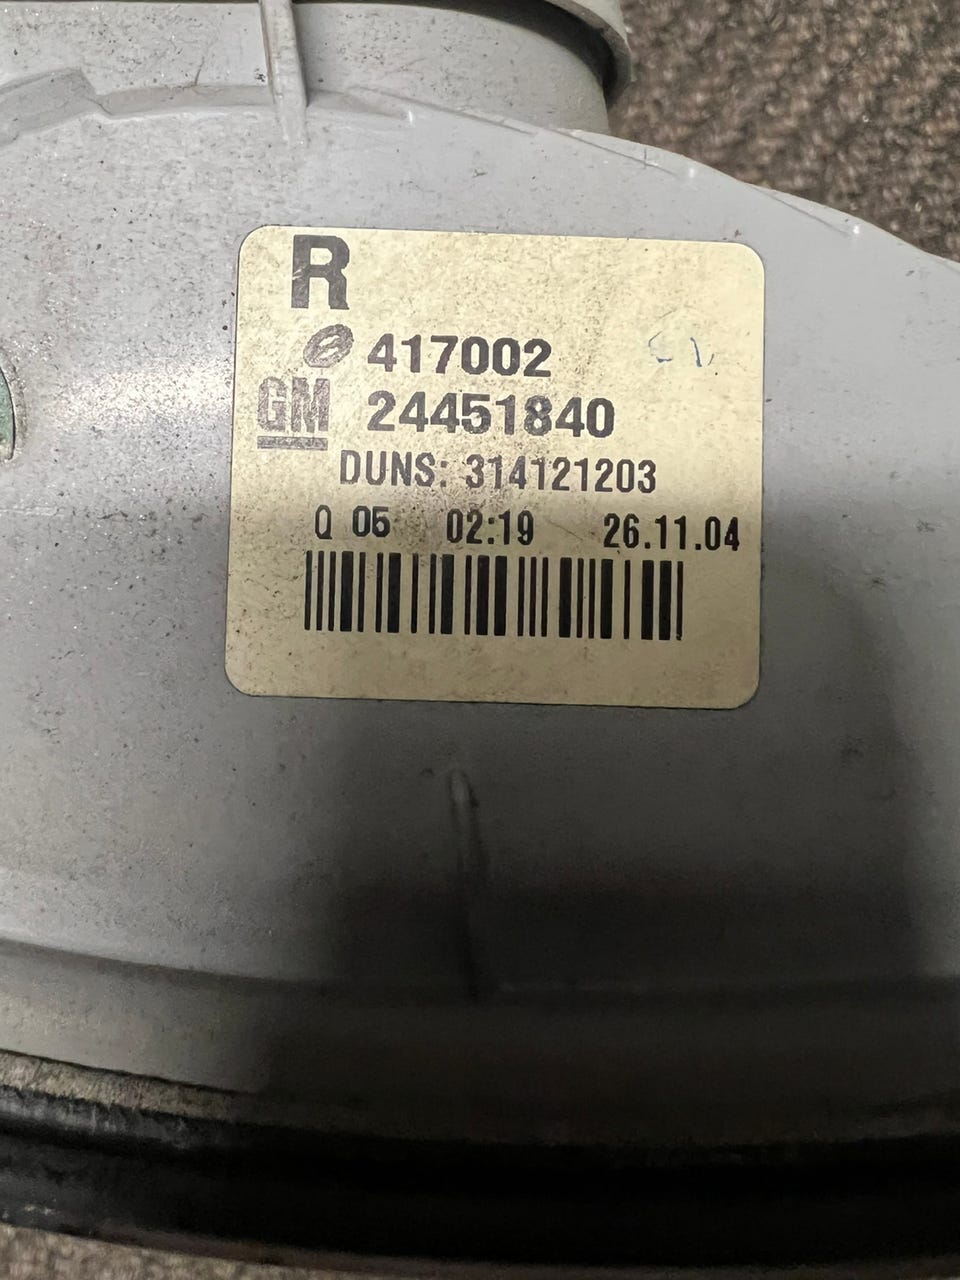 R
417002
GM 24451840
DUNS: 314121203
Q 05 02:19 26.11.04